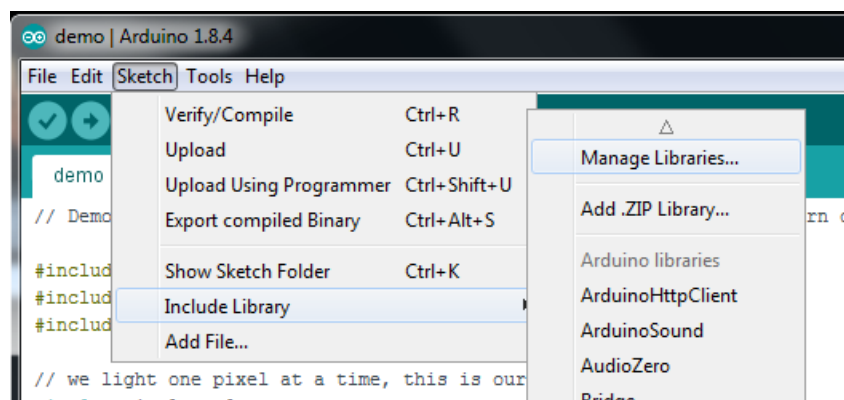 demo | Arduino 1.8.4
File Edit Sketch Tools Help
Verify/Compile Ctrl+R
Upload Ctrl+U
Upload Using Programmer Ctrl+Shift+U
Export compiled Binary Ctrl+Alt+S
Show Sketch Folder Ctrl+K
Include Library
Add File...
Manage Libraries...
Add .ZIP Library...
Arduino libraries
ArduinoHttpClient
ArduinoSound
AudioZero
Bridge
demo
// Demo
#includ
#includ
#includ
// we light one pixel at a time, this is our